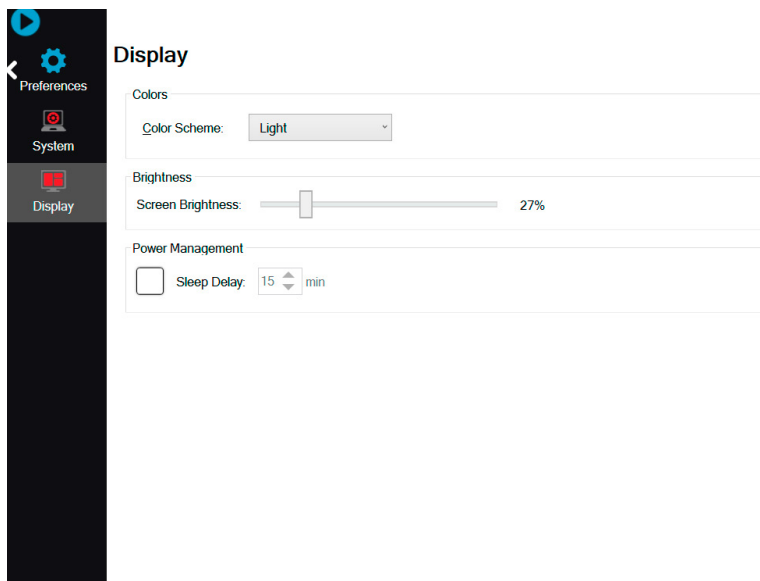 Display
Preferences
System
Display
Colors
Color Scheme: Light
Brightness
Screen Brightness: 27%
Power Management
Sleep Delay: 15 min